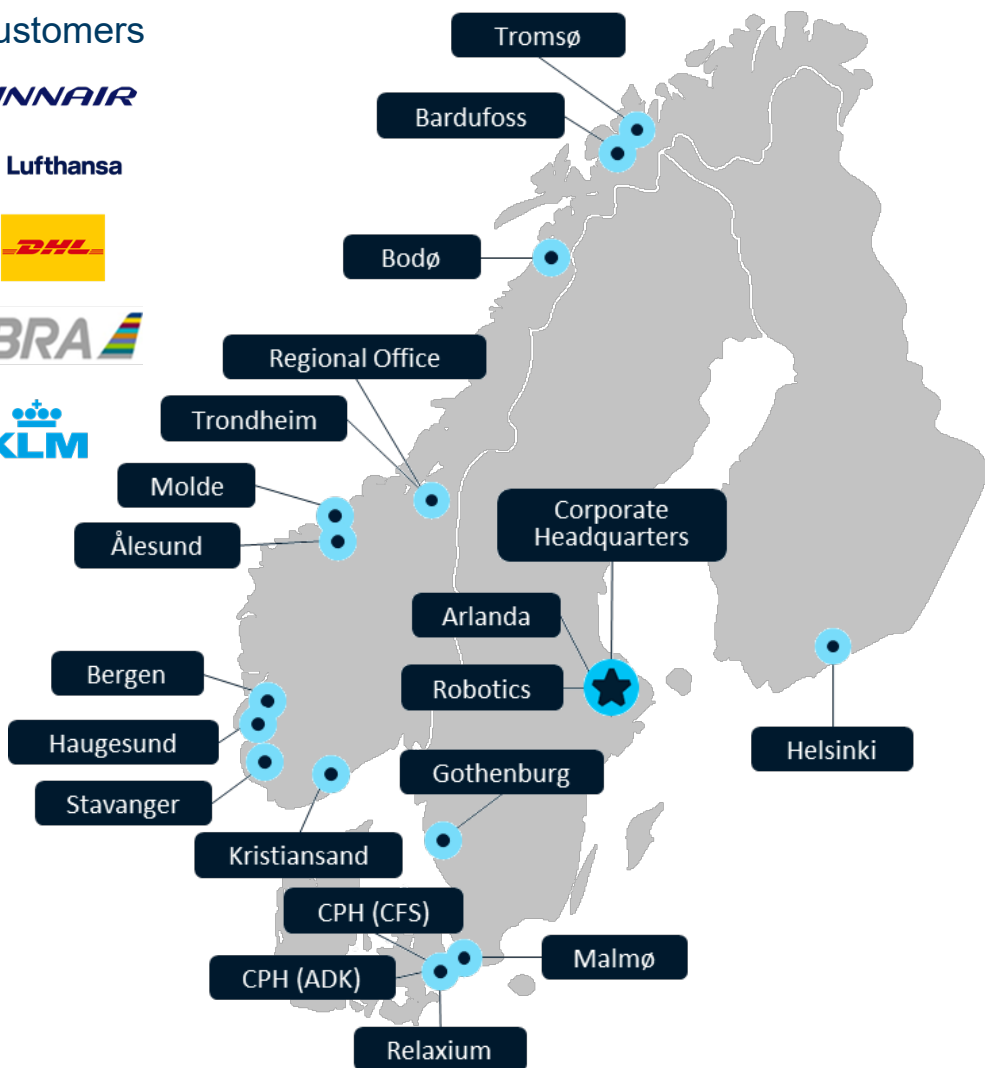 ustomers
Tromsø
INNAIR
Bardufoss
Lufthansa
DHL
Bodø
BRA
Regional Office
Trondheim
KLM
Molde
Corporate
Headquarters
Ålesund
Arlanda
Bergen
Robotics
Haugesund
Helsinki
Gothenburg
Stavanger
Kristiansand
CPH (CFS)
Malmø
CPH (ADK)
Relaxium